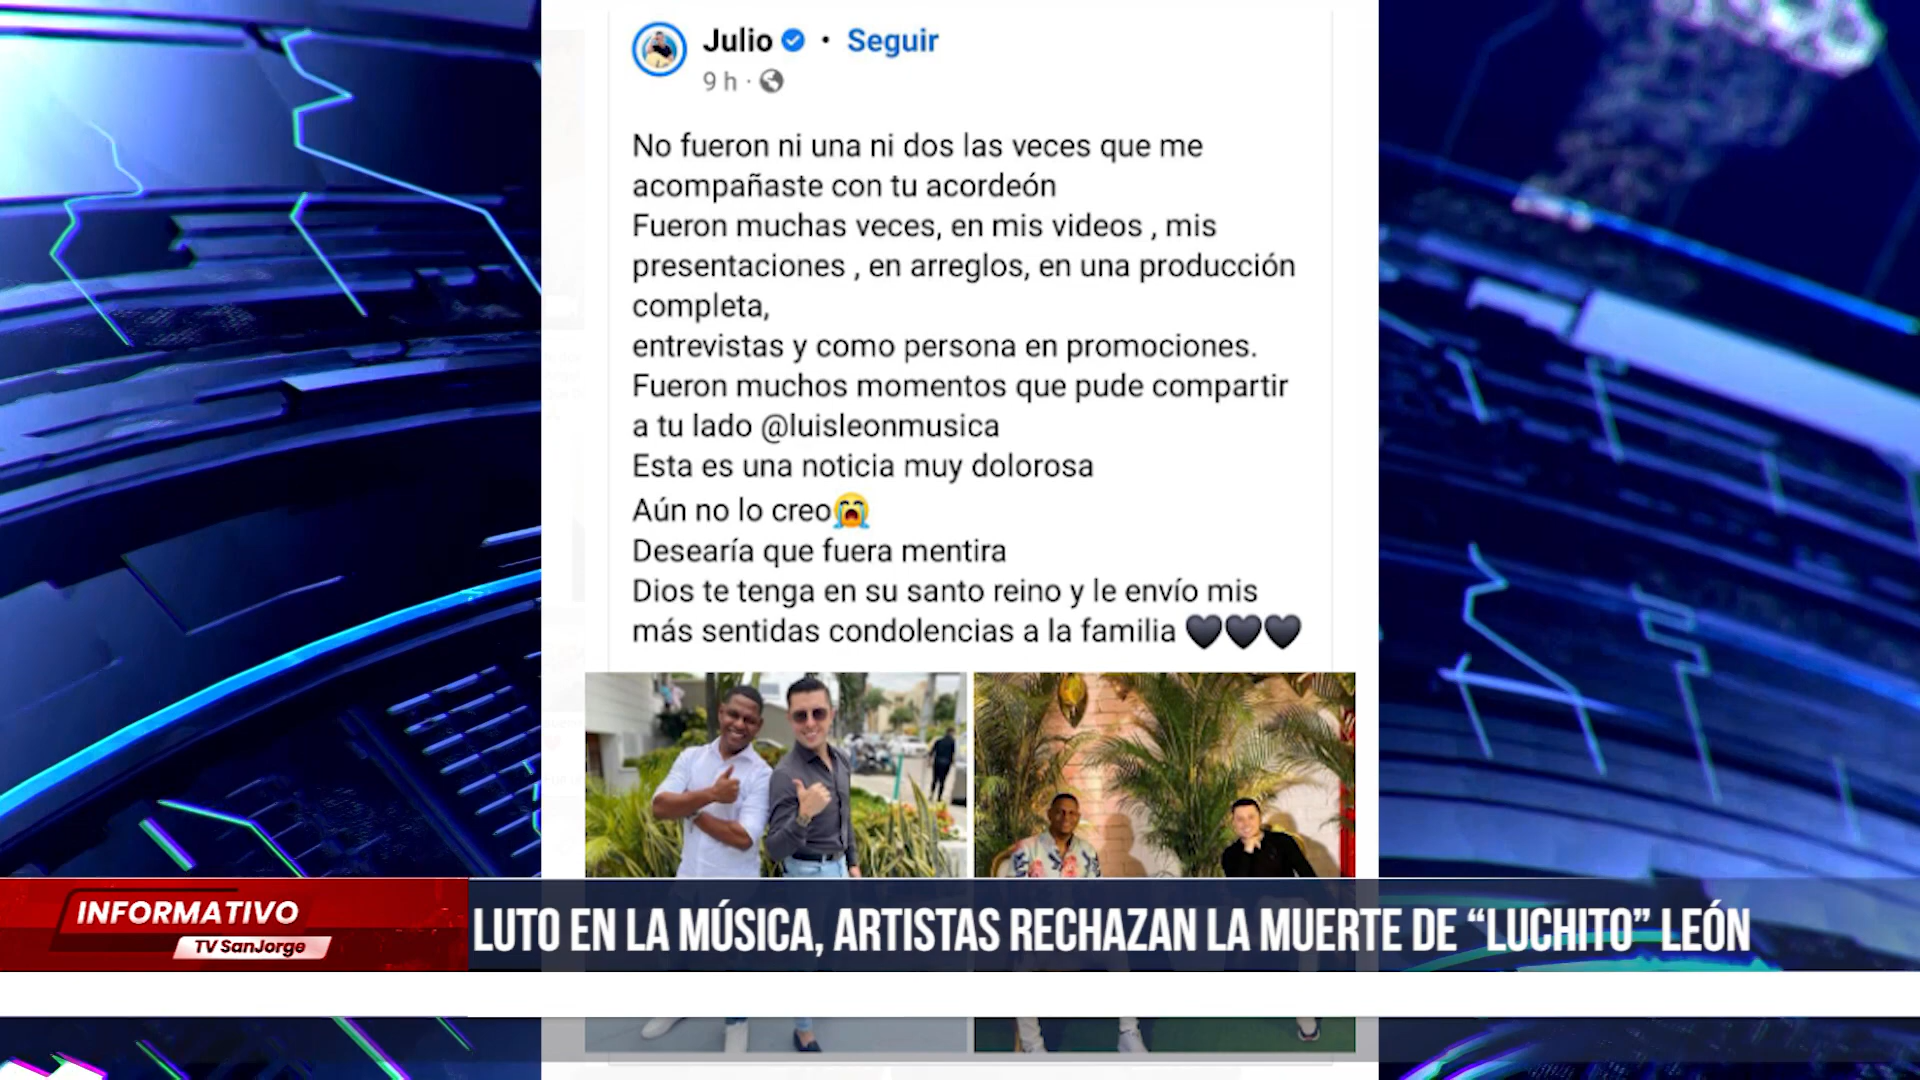 Julio • Seguir
9 h ·
No fueron ni una ni dos las veces que me
acompañaste con tu acordeón
Fueron muchas veces, en mis videos , mis
presentaciones , en arreglos, en una producción
completa,
entrevistas y como persona en promociones.
Fueron muchos momentos que pude compartir
a tu lado @luisleonmusica
Esta es una noticia muy dolorosa
Aún no lo creo😭
Desearía que fuera mentira
Dios te tenga en su santo reino y le envío mis
más sentidas condolencias a la familia 🖤🖤🖤
INFORMATIVO
TV SanJorge
LUTO EN LA MÚSICA, ARTISTAS RECHAZAN LA MUERTE DE “LUCHITO” LEÓN